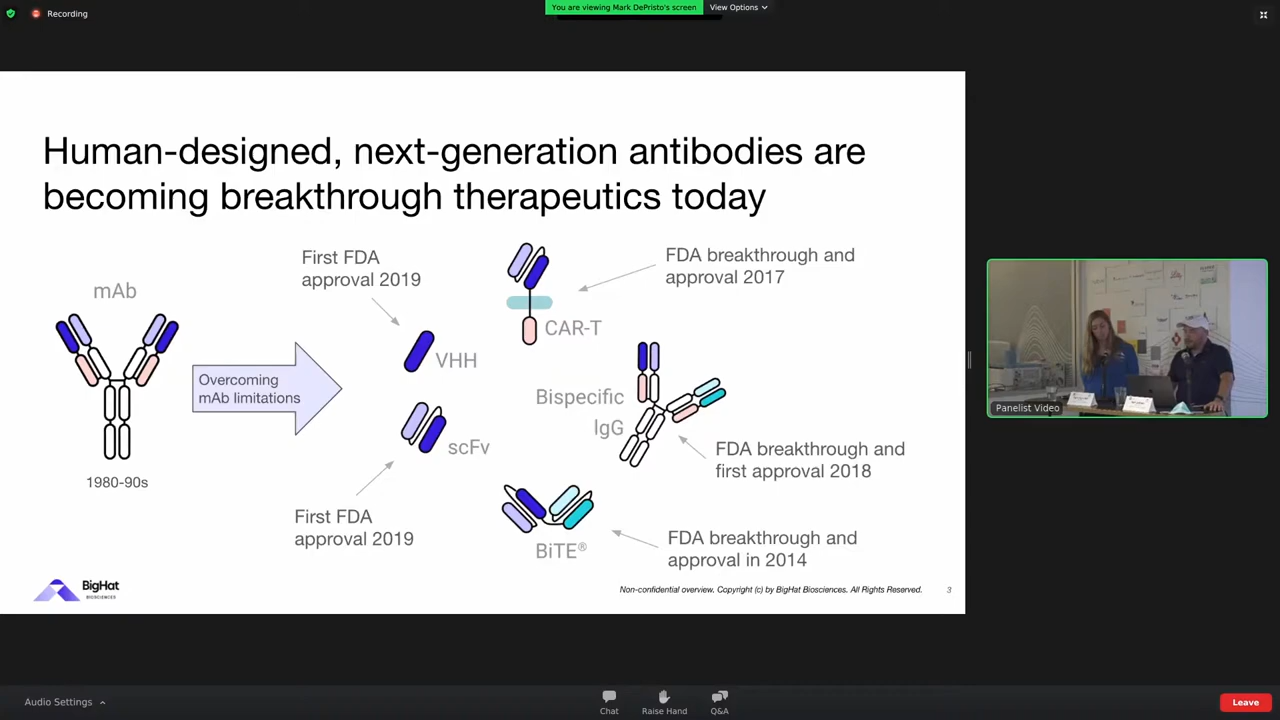 Recording
You are viewing Mark DePristo's screen
View Options
Human-designed, next-generation antibodies are
becoming breakthrough therapeutics today
mAb
1980-90s
Overcoming
mAb limitations
First FDA
approval 2019
VHH
scFv
First FDA
approval 2019
FDA breakthrough and
approval 2017
CAR-T
Bispecific
IgG
FDA breakthrough and
first approval 2018
BiTE®
FDA breakthrough and
approval in 2014
BigHat
BIOSCIENCES
Non-confidential overview. Copyright (c) by BigHat Biosciences. All Rights Reserved.
3
Panelist Video
Audio Settings
Chat
Raise Hand
Q&A
Leave